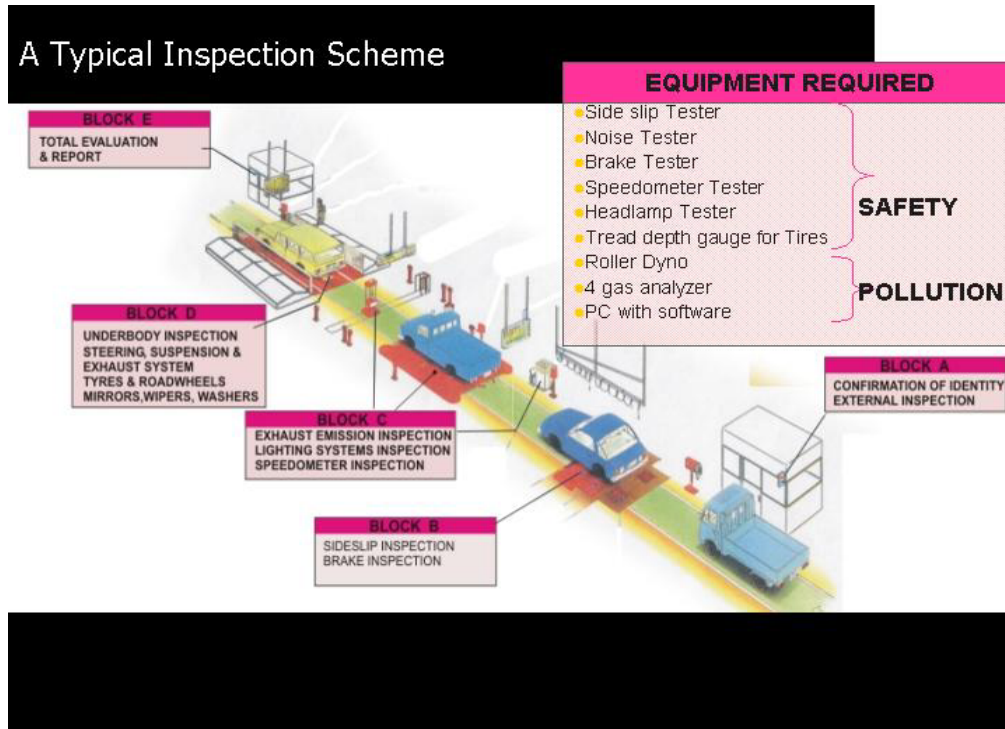 A Typical Inspection Scheme
EQUIPMENT REQUIRED
Side slip Tester
Noise Tester
Brake Tester
Speedometer Tester
Headlamp Tester
Tread depth gauge for Tires
SAFETY
Roller Dyno
4 gas analyzer
PC with software
POLLUTION
BLOCK E
TOTAL EVALUATION
& REPORT
BLOCK D
UNDERBODY INSPECTION
STEERING, SUSPENSION &
EXHAUST SYSTEM
TYRES & ROADWHEELS
MIRRORS,WIPERS, WASHERS
BLOCK C
EXHAUST EMISSION INSPECTION
LIGHTING SYSTEMS INSPECTION
SPEEDOMETER INSPECTION
BLOCK B
SIDESLIP INSPECTION
BRAKE INSPECTION
BLOCK A
CONFIRMATION OF IDENTITY
EXTERNAL INSPECTION